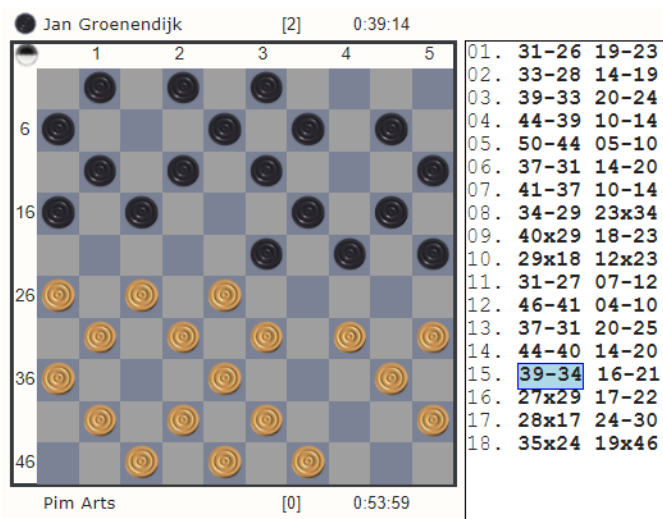 Jan Groenendijk [2] 0:39:14
1 2 3 4 5
6
16
26
36
46
Pim Arts [0] 0:53:59
01. 31-26 19-23
02. 33-28 14-19
03. 39-33 20-24
04. 44-39 10-14
05. 50-44 05-10
06. 37-31 14-20
07. 41-37 10-14
08. 34-29 23x34
09. 40x29 18-23
10. 29x18 12x23
11. 31-27 07-12
12. 46-41 04-10
13. 37-31 20-25
14. 44-40 14-20
15. 39-34 16-21
16. 27x29 17-22
17. 28x17 24-30
18. 35x24 19x46